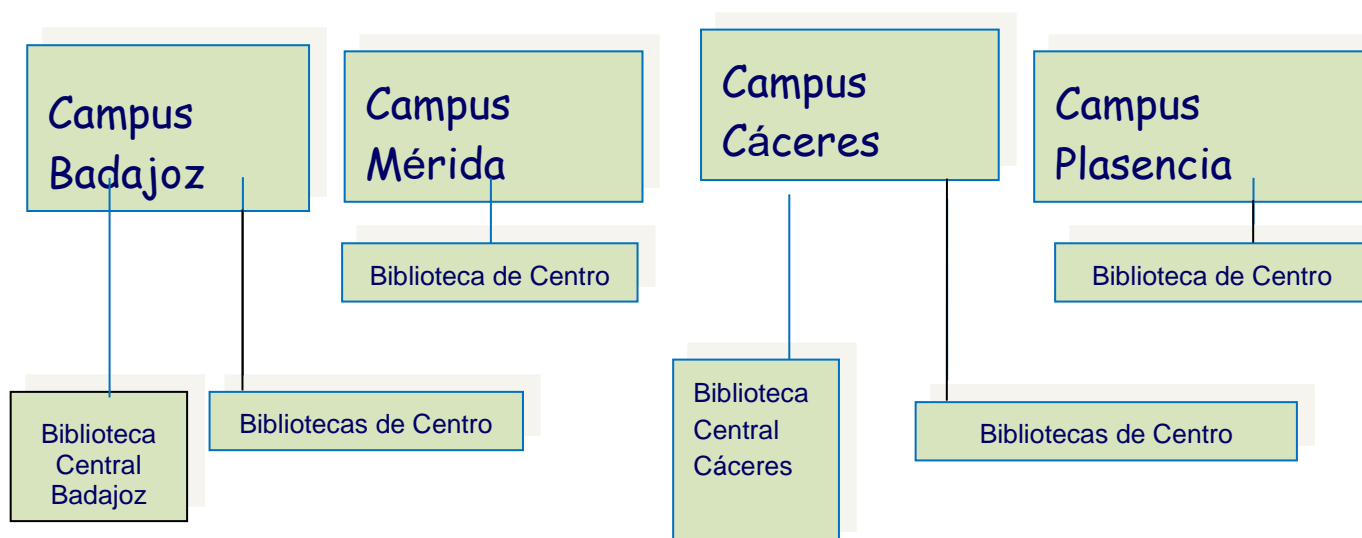 Campus
Badajoz
Campus
Mérida
Campus
Cáceres
Campus
Plasencia
Biblioteca de Centro
Biblioteca de Centro
Biblioteca
Central
Badajoz
Bibliotecas de Centro
Biblioteca
Central
Cáceres
Bibliotecas de Centro